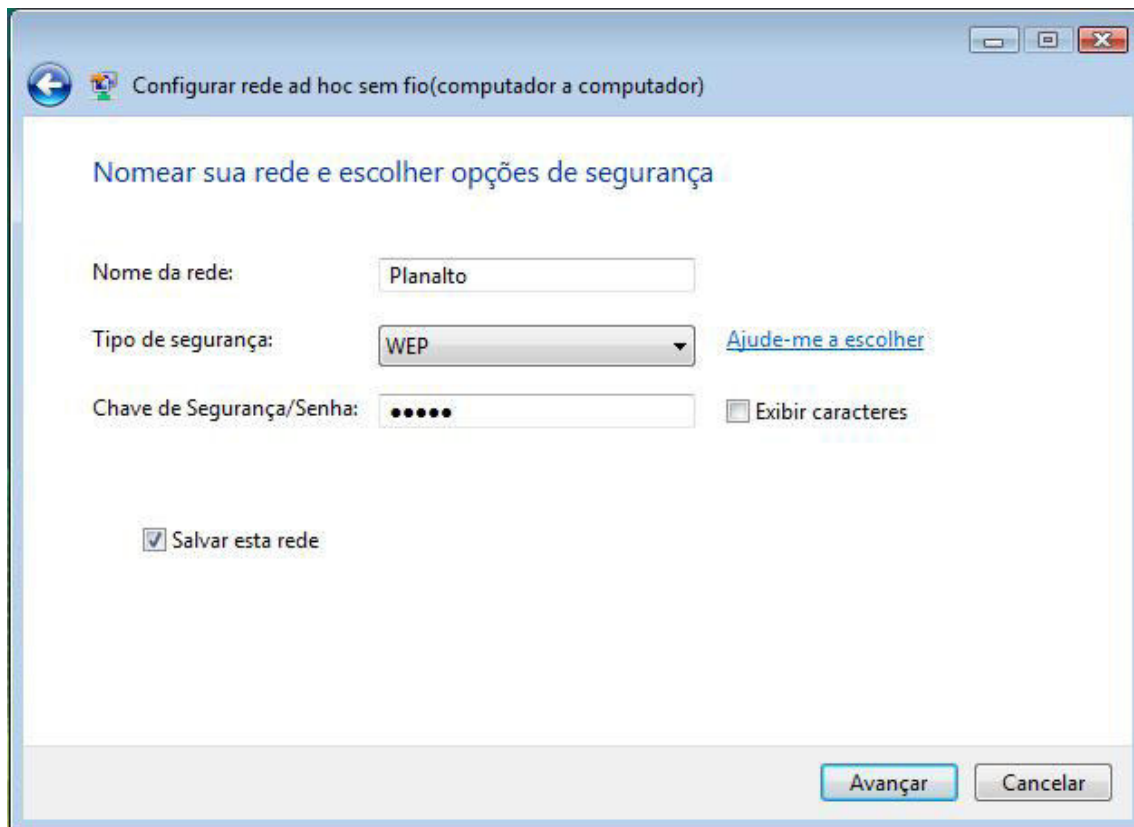 Configurar rede ad hoc sem fio(computador a computador)
Nomear sua rede e escolher opções de segurança
Nome da rede: Planalto
Tipo de segurança: WEP Ajude-me a escolher
Chave de Segurança/Senha: ●●●●● Exibir caracteres
Salvar esta rede
Avançar Cancelar